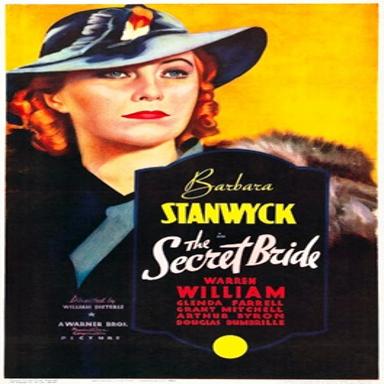 Barbara
STANWYCK
in
The
Secret Bride
WARREN
WILLIAM
GLENDA FARRELL
GRANT MITCHELL
ARTHUR BYRON
DOUGLAS DUMBRILLE
Directed by
WILLIAM DIETERLE
A WARNER BROS.
PICTURE